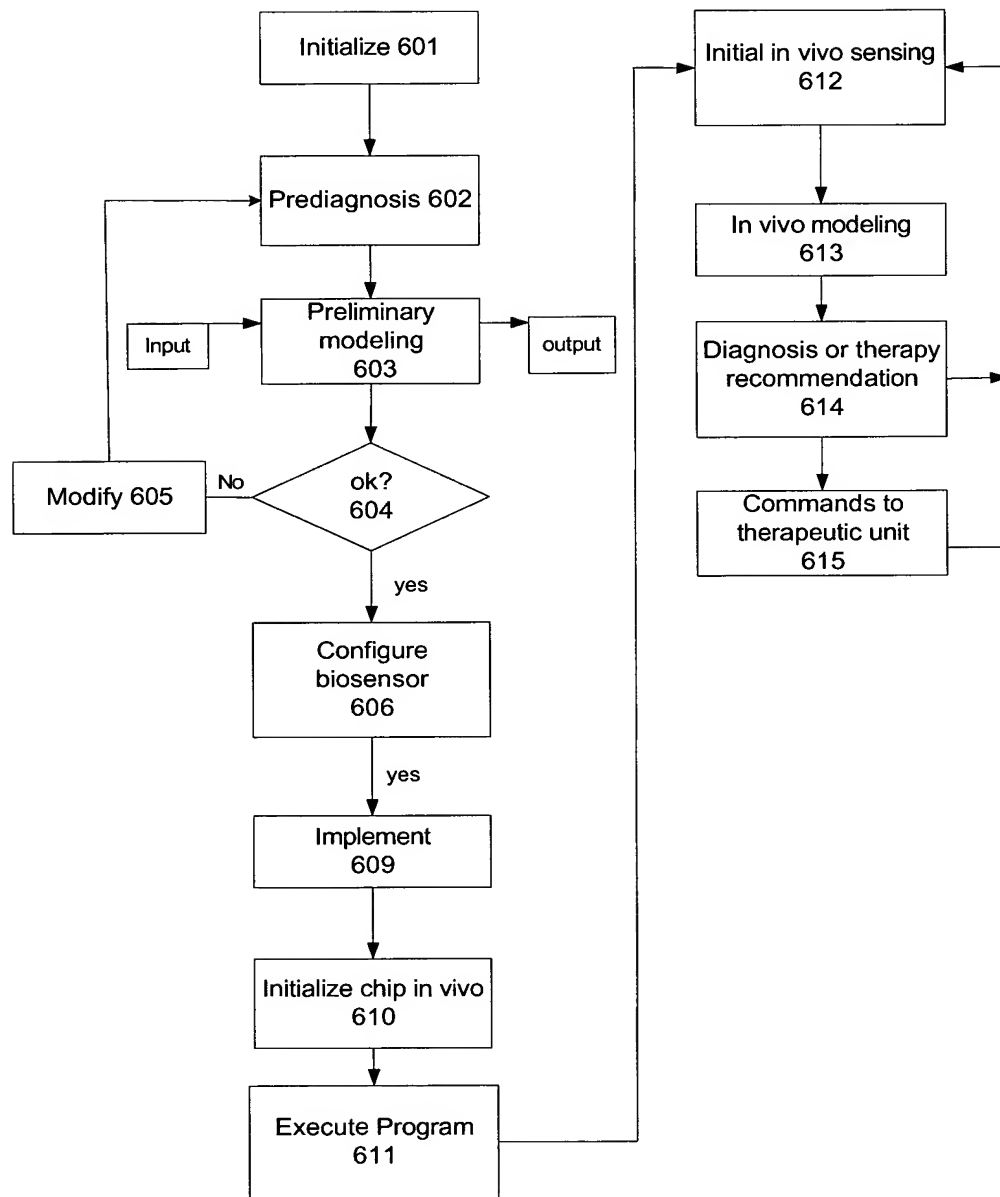 Initialize 601
Prediagnosis 602
Preliminary
modeling
603
Input
output
ok?
604
No
Modify 605
yes
Configure
biosensor
606
yes
Implement
609
Initialize chip in vivo
610
Execute Program
611
Initial in vivo sensing
612
In vivo modeling
613
Diagnosis or therapy
recommendation
614
Commands to
therapeutic unit
615